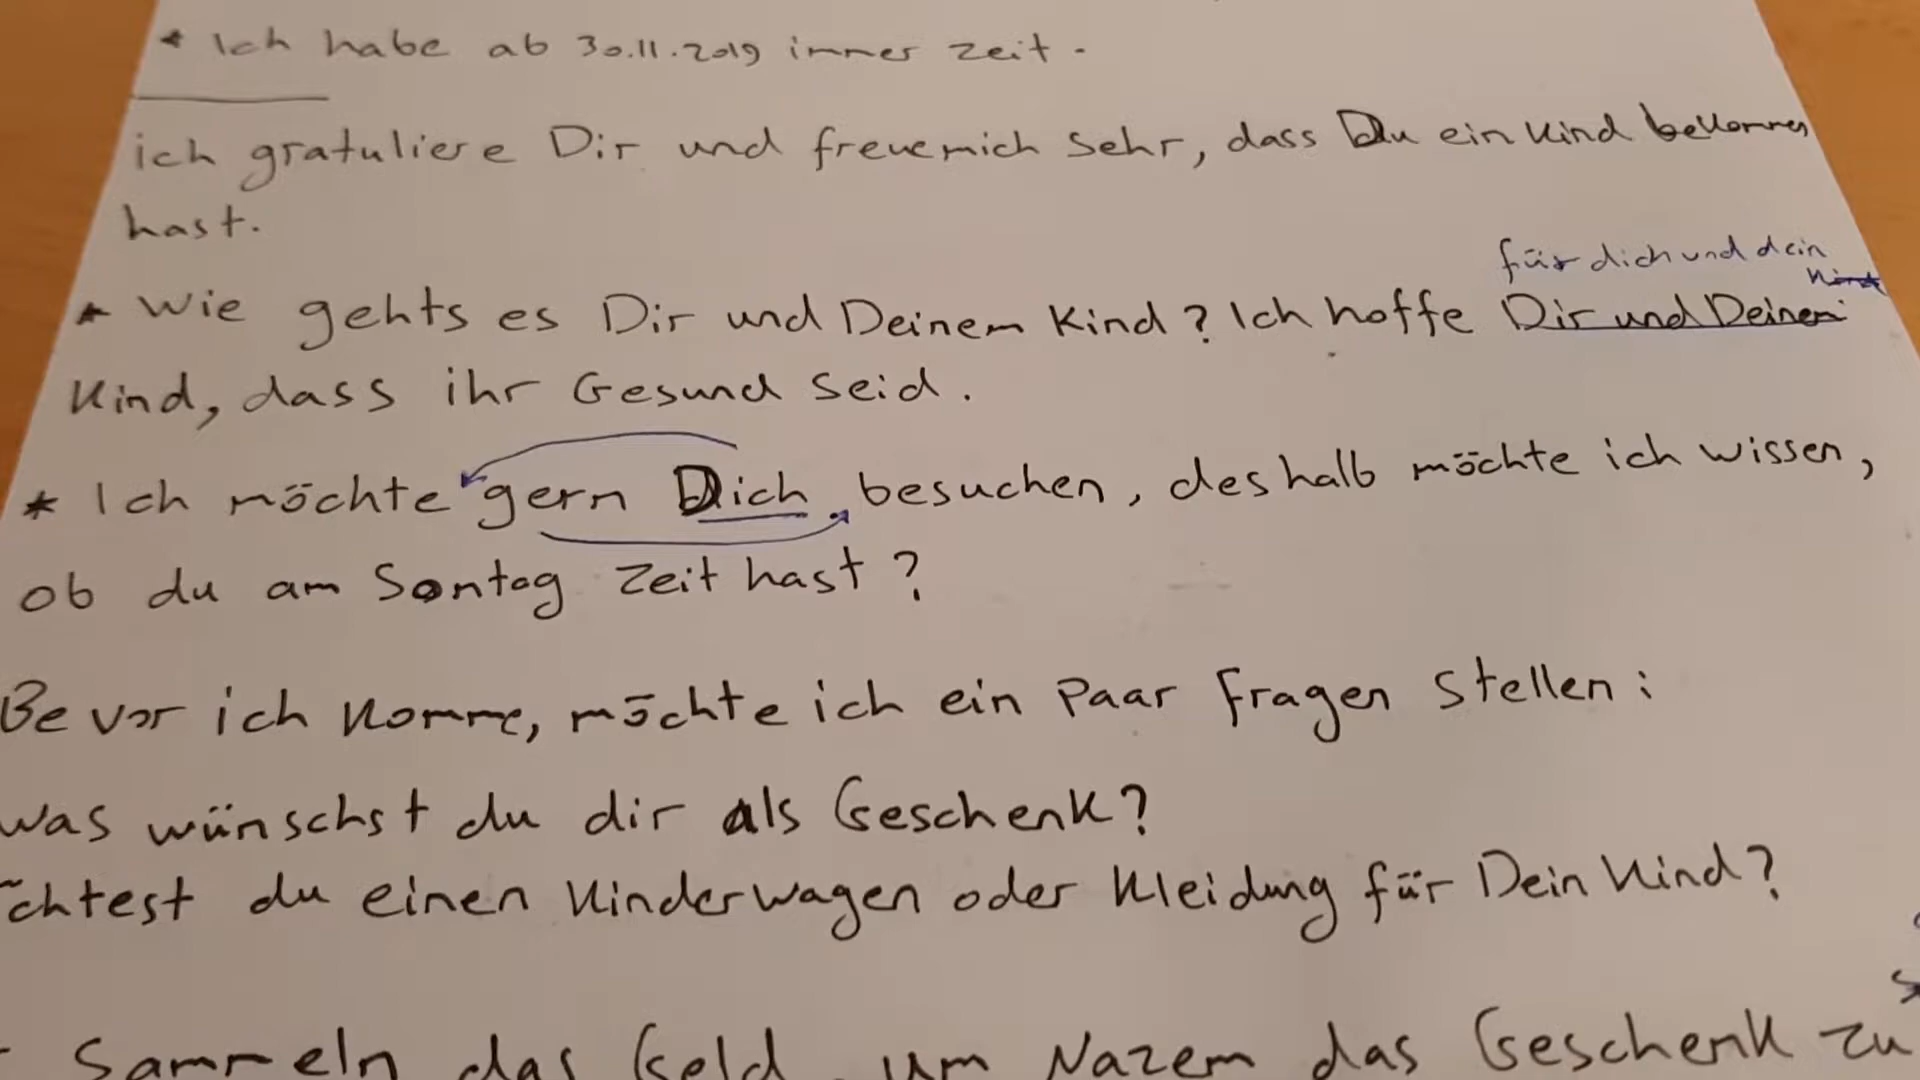 * Ich habe ab 30.11.2019 immer Zeit.
ich gratuliere Dir und freue mich sehr, dass Du ein Kind bekommen
hast.
für dich und dein
* Wie gehts es Dir und Deinem Kind? Ich hoffe Dir und Deinem
Kind, dass ihr Gesund seid.
* Ich möchte gern Dich besuchen, deshalb möchte ich wissen,
ob du am Sontag Zeit hast?
Bevor ich komme, möchte ich ein Paar Fragen stellen:
was wünschst du dir als Geschenk?
chtest du einen Kinderwagen oder Kleidung für Dein Kind?
Sammeln das Geld, um Nazem das Geschenk zu